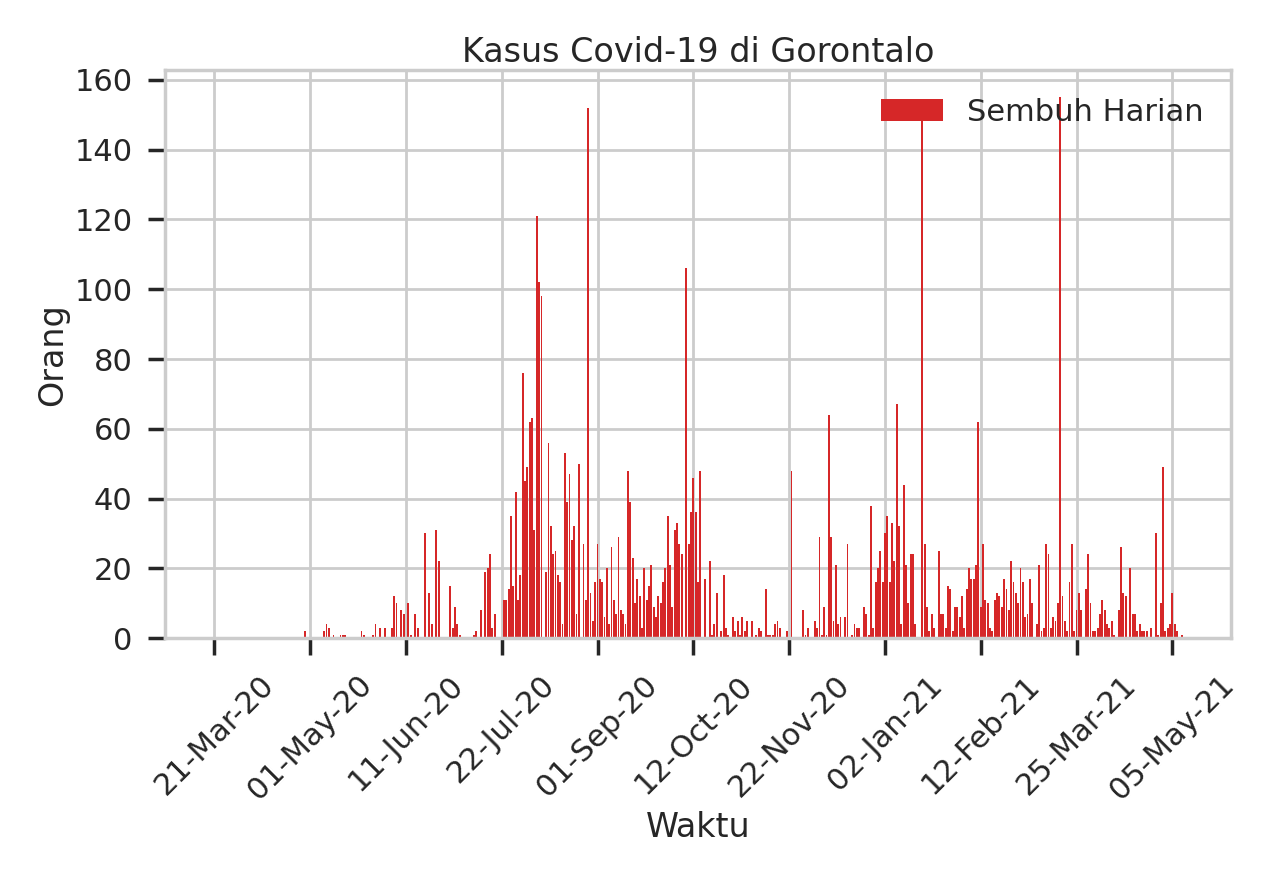 Kasus Covid-19 di Gorontalo
Sembuh Harian
160
140
120
100
80
60
40
20
0
Orang
21-Mar-20
01-May-20
11-Jun-20
22-Jul-20
01-Sep-20
12-Oct-20
22-Nov-20
02-Jan-21
12-Feb-21
25-Mar-21
05-May-21
Waktu